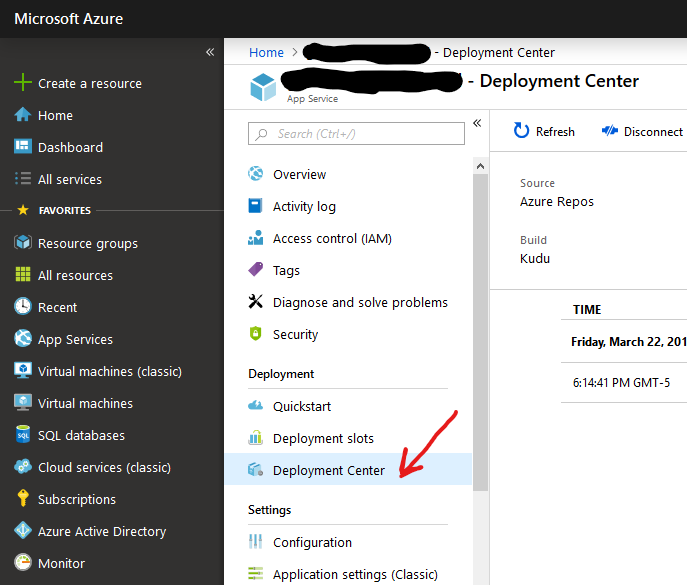 Microsoft Azure
«
Create a resource
Home
Dashboard
All services
FAVORITES
Resource groups
All resources
Recent
App Services
Virtual machines (classic)
Virtual machines
SQL databases
Cloud services (classic)
Subscriptions
Azure Active Directory
Monitor
Home > - Deployment Center
- Deployment Center
App Service
Search (Ctrl+/)
«
Overview
Activity log
Access control (IAM)
Tags
Diagnose and solve problems
Security
Deployment
Quickstart
Deployment slots
Deployment Center
Settings
Configuration
Application settings (Classic)
Refresh
Disconnect
Source
Azure Repos
Build
Kudu
TIME
Friday, March 22, 201
6:14:41 PM GMT-5